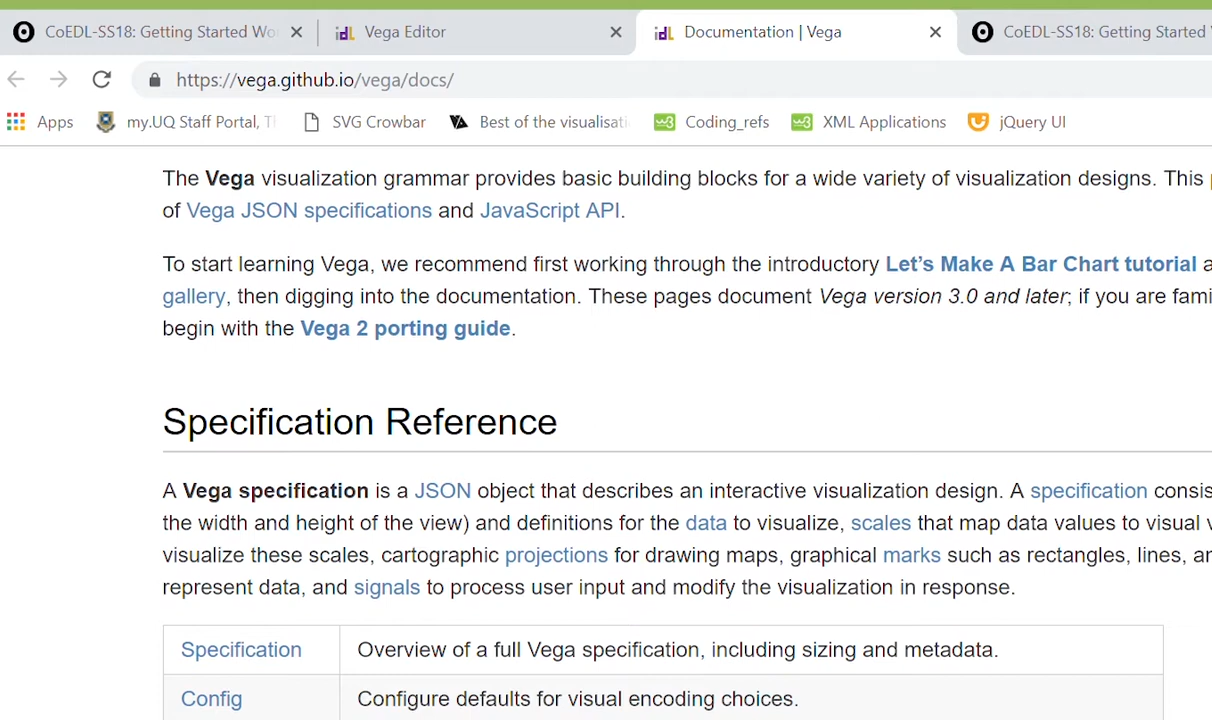 CoEDL-SS18: Getting Started Wo
Vega Editor
Documentation | Vega
CoEDL-SS18: Getting Started
https://vega.github.io/vega/docs/
Apps
my.UQ Staff Portal, T
SVG Crowbar
Best of the visualisati
Coding_refs
XML Applications
jQuery UI
The Vega visualization grammar provides basic building blocks for a wide variety of visualization designs. This
of Vega JSON specifications and JavaScript API.
To start learning Vega, we recommend first working through the introductory Let's Make A Bar Chart tutorial a
gallery, then digging into the documentation. These pages document Vega version 3.0 and later; if you are fami
begin with the Vega 2 porting guide.
Specification Reference
A Vega specification is a JSON object that describes an interactive visualization design. A specification consis
the width and height of the view) and definitions for the data to visualize, scales that map data values to visual v
visualize these scales, cartographic projections for drawing maps, graphical marks such as rectangles, lines, ar
represent data, and signals to process user input and modify the visualization in response.
Specification
Overview of a full Vega specification, including sizing and metadata.
Config
Configure defaults for visual encoding choices.